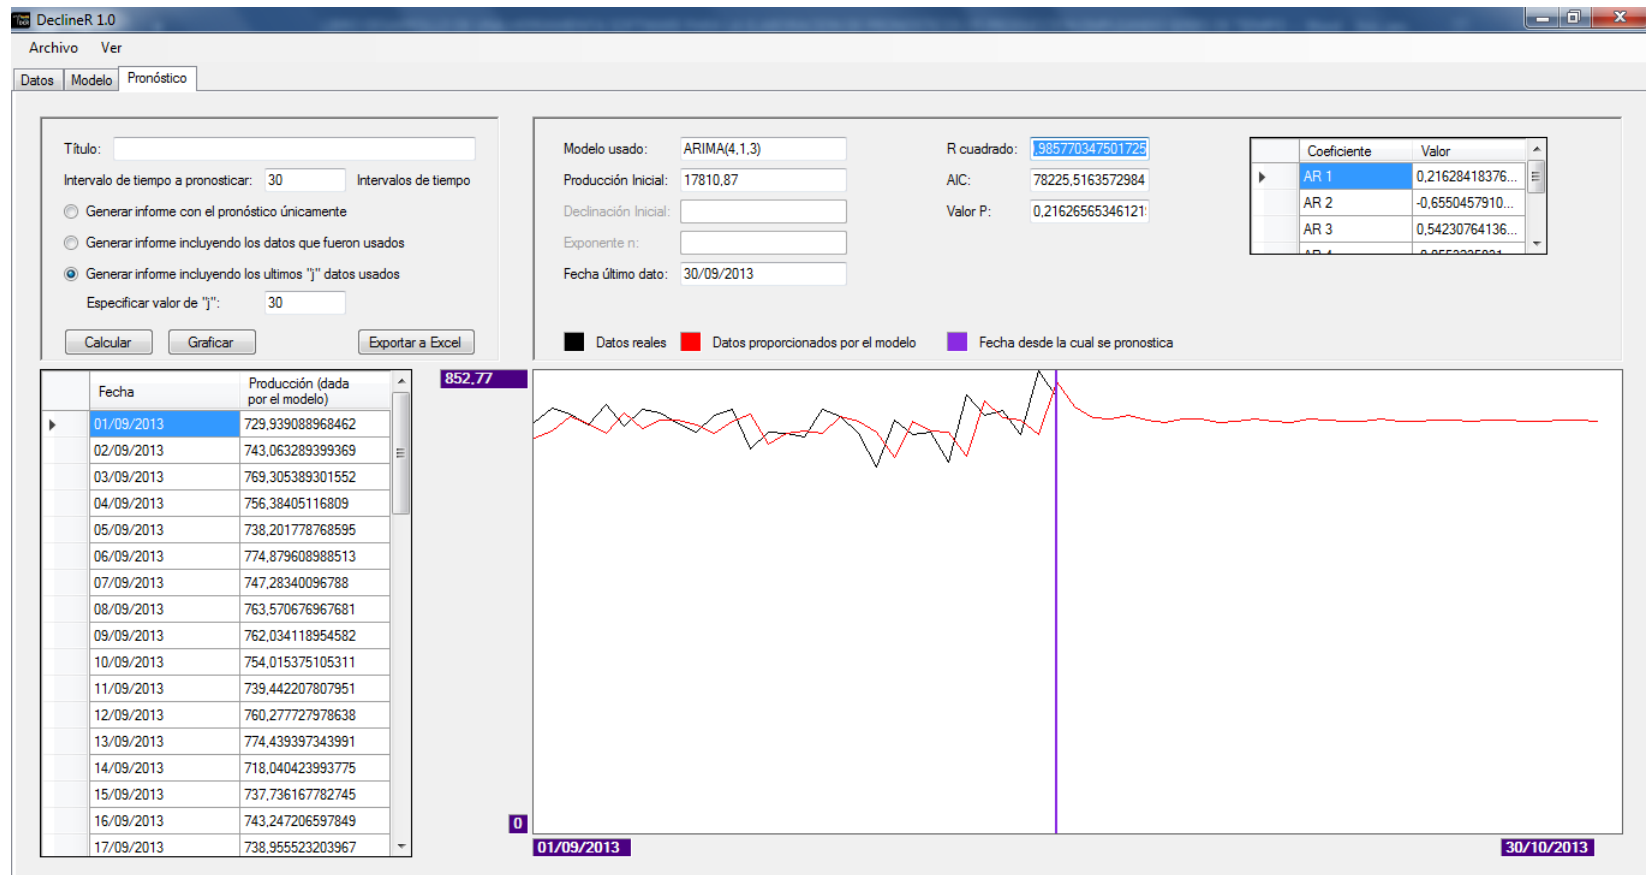 DeclineR 1.0
Archivo Ver
Datos Modelo Pronóstico
Título:
Intervalo de tiempo a pronosticar: 30 Intervalos de tiempo
Generar informe con el pronóstico únicamente
Generar informe incluyendo los datos que fueron usados
Generar informe incluyendo los ultimos "j" datos usados
Especificar valor de "j": 30
Calcular Graficar Exportar a Excel
Modelo usado: ARIMA(4,1,3)
Producción Inicial: 17810,87
Declinación Inicial:
Exponente n:
Fecha último dato: 30/09/2013
R cuadrado: ,985770347501725
AIC: 78225,5163572984
Valor P: 0,21626565346121
Coeficiente Valor
AR 1 0,21628418376...
AR 2 -0,6550457910...
AR 3 0,54230764136...
Datos reales Datos proporcionados por el modelo Fecha desde la cual se pronostica
Fecha Producción (dada
por el modelo)
01/09/2013 729,939088968462
02/09/2013 743,063289399369
03/09/2013 769,305389301552
04/09/2013 756,38405116809
05/09/2013 738,201778768595
06/09/2013 774,879608988513
07/09/2013 747,28340096788
08/09/2013 763,570676967681
09/09/2013 762,034118954582
10/09/2013 754,015375105311
11/09/2013 739,442207807951
12/09/2013 760,277727978638
13/09/2013 774,439397343991
14/09/2013 718,040423993775
15/09/2013 737,736167782745
16/09/2013 743,247206597849
17/09/2013 738,955523203967
852,77
0
01/09/2013 30/10/2013